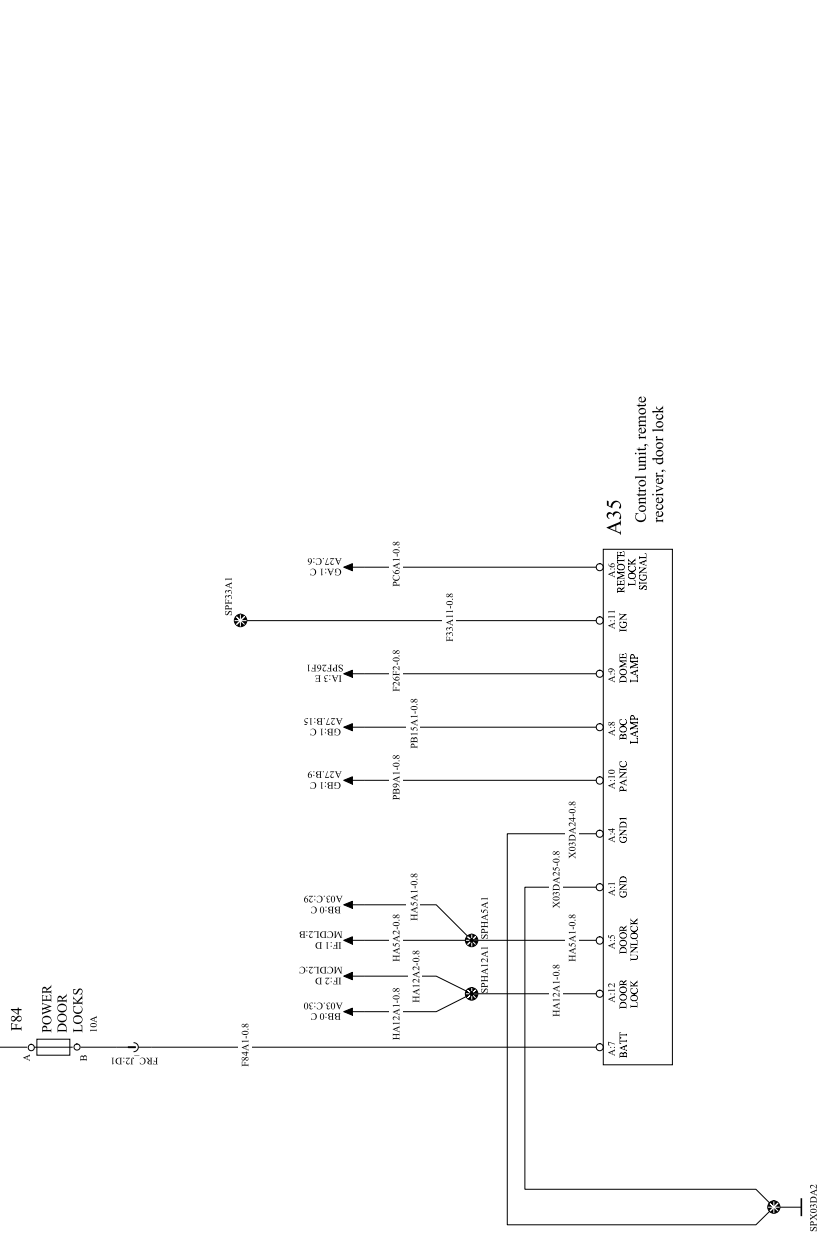 F84
POWER
DOOR
LOCKS
10A
A
B
FRC_J2:D1
F84A1-0.8
BB:0 C
A03.C:30
HA12A1-0.8
IF:2 D
MCDL2:C
HA12A2-0.8
SPHA12A1
HA12A1-0.8
IF:1 D
MCDL2:B
HA5A2-0.8
BB:0 C
A03.C:29
HA5A1-0.8
SPHA5A1
HA5A1-0.8
X03DA25-0.8
X03DA24-0.8
GB:1 C
A27.B:9
PB9A1-0.8
GB:1 C
A27.B:15
PB15A1-0.8
IA:3 E
SPF26F1
F26F2-0.8
SPF33A1
F33A11-0.8
GA:1 C
A27.C:6
PC6A1-0.8
A:7
BATT
A:12
DOOR
LOCK
A:5
DOOR
UNLOCK
A:1
GND
A:4
GND1
A:10
PANIC
A:8
BOC
LAMP
A:9
DOME
LAMP
A:11
IGN
A:6
REMOTE
LOCK
SIGNAL
A35
Control unit, remote
receiver, door lock
SPX03DA2